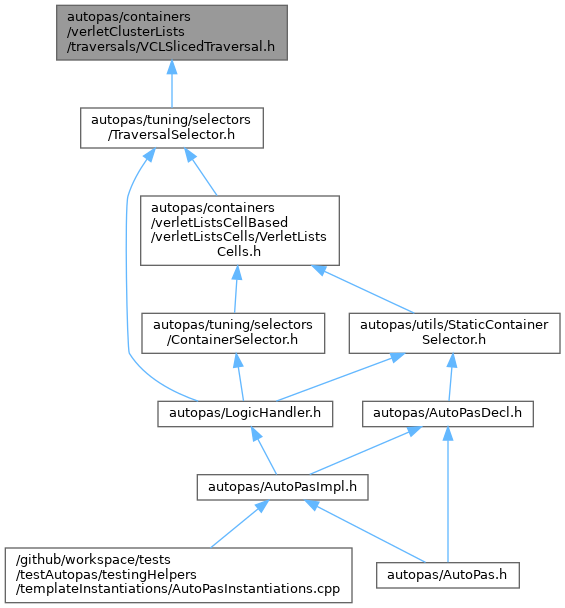 autopas/containers
/verletClusterLists
/traversals/VCLSlicedTraversal.h
autopas/tuning/selectors
/TraversalSelector.h
autopas/containers
/verletListsCellBased
/verletListsCells/VerletLists
Cells.h
autopas/tuning/selectors
/ContainerSelector.h
autopas/utils/StaticContainer
Selector.h
autopas/LogicHandler.h
autopas/AutoPasDecl.h
autopas/AutoPasImpl.h
/github/workspace/tests
/testAutopas/testingHelpers
/templateInstantiations/AutoPasInstantiations.cpp
autopas/AutoPas.h